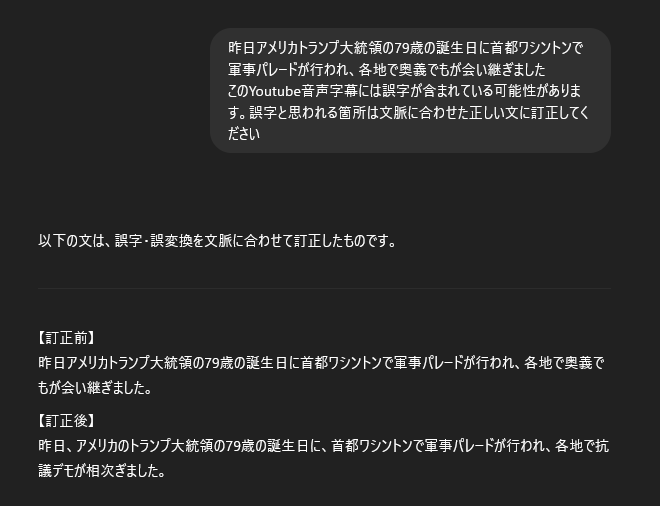 昨日アメリカトランプ大統領の79歳の誕生日に首都ワシントンで
軍事パレードが行われ、各地で奥義でもが会い継ぎました
このYoutube音声字幕には誤字が含まれている可能性がありま
す。誤字と思われる箇所は文脈に合わせた正しい文に訂正してく
ださい
以下の文は、誤字・誤変換を文脈に合わせて訂正したものです。
【訂正前】
昨日アメリカトランプ大統領の79歳の誕生日に首都ワシントンで軍事パレードが行われ、各地で奥義で
もが会い継ぎました。
【訂正後】
昨日、アメリカのトランプ大統領の79歳の誕生日に、首都ワシントンで軍事パレードが行われ、各地で抗
議デモが相次ぎました。